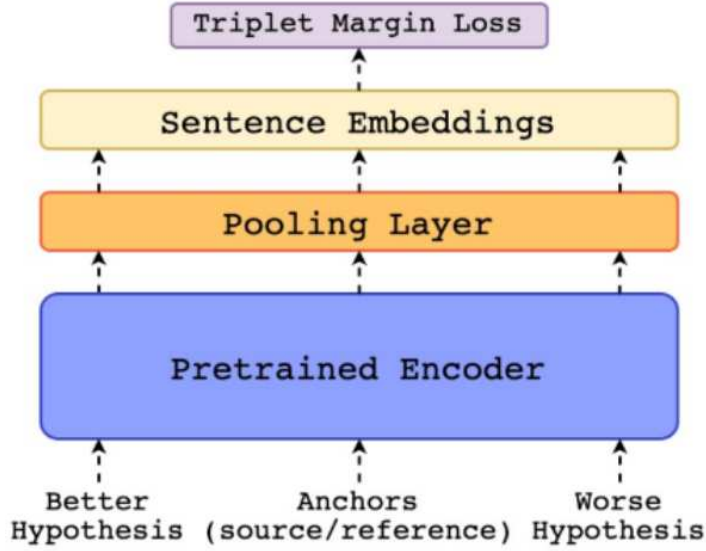 Triplet Margin Loss
Sentence Embeddings
Pooling Layer
Pretrained Encoder
Better Anchors Worse
Hypothesis (source/reference) Hypothesis